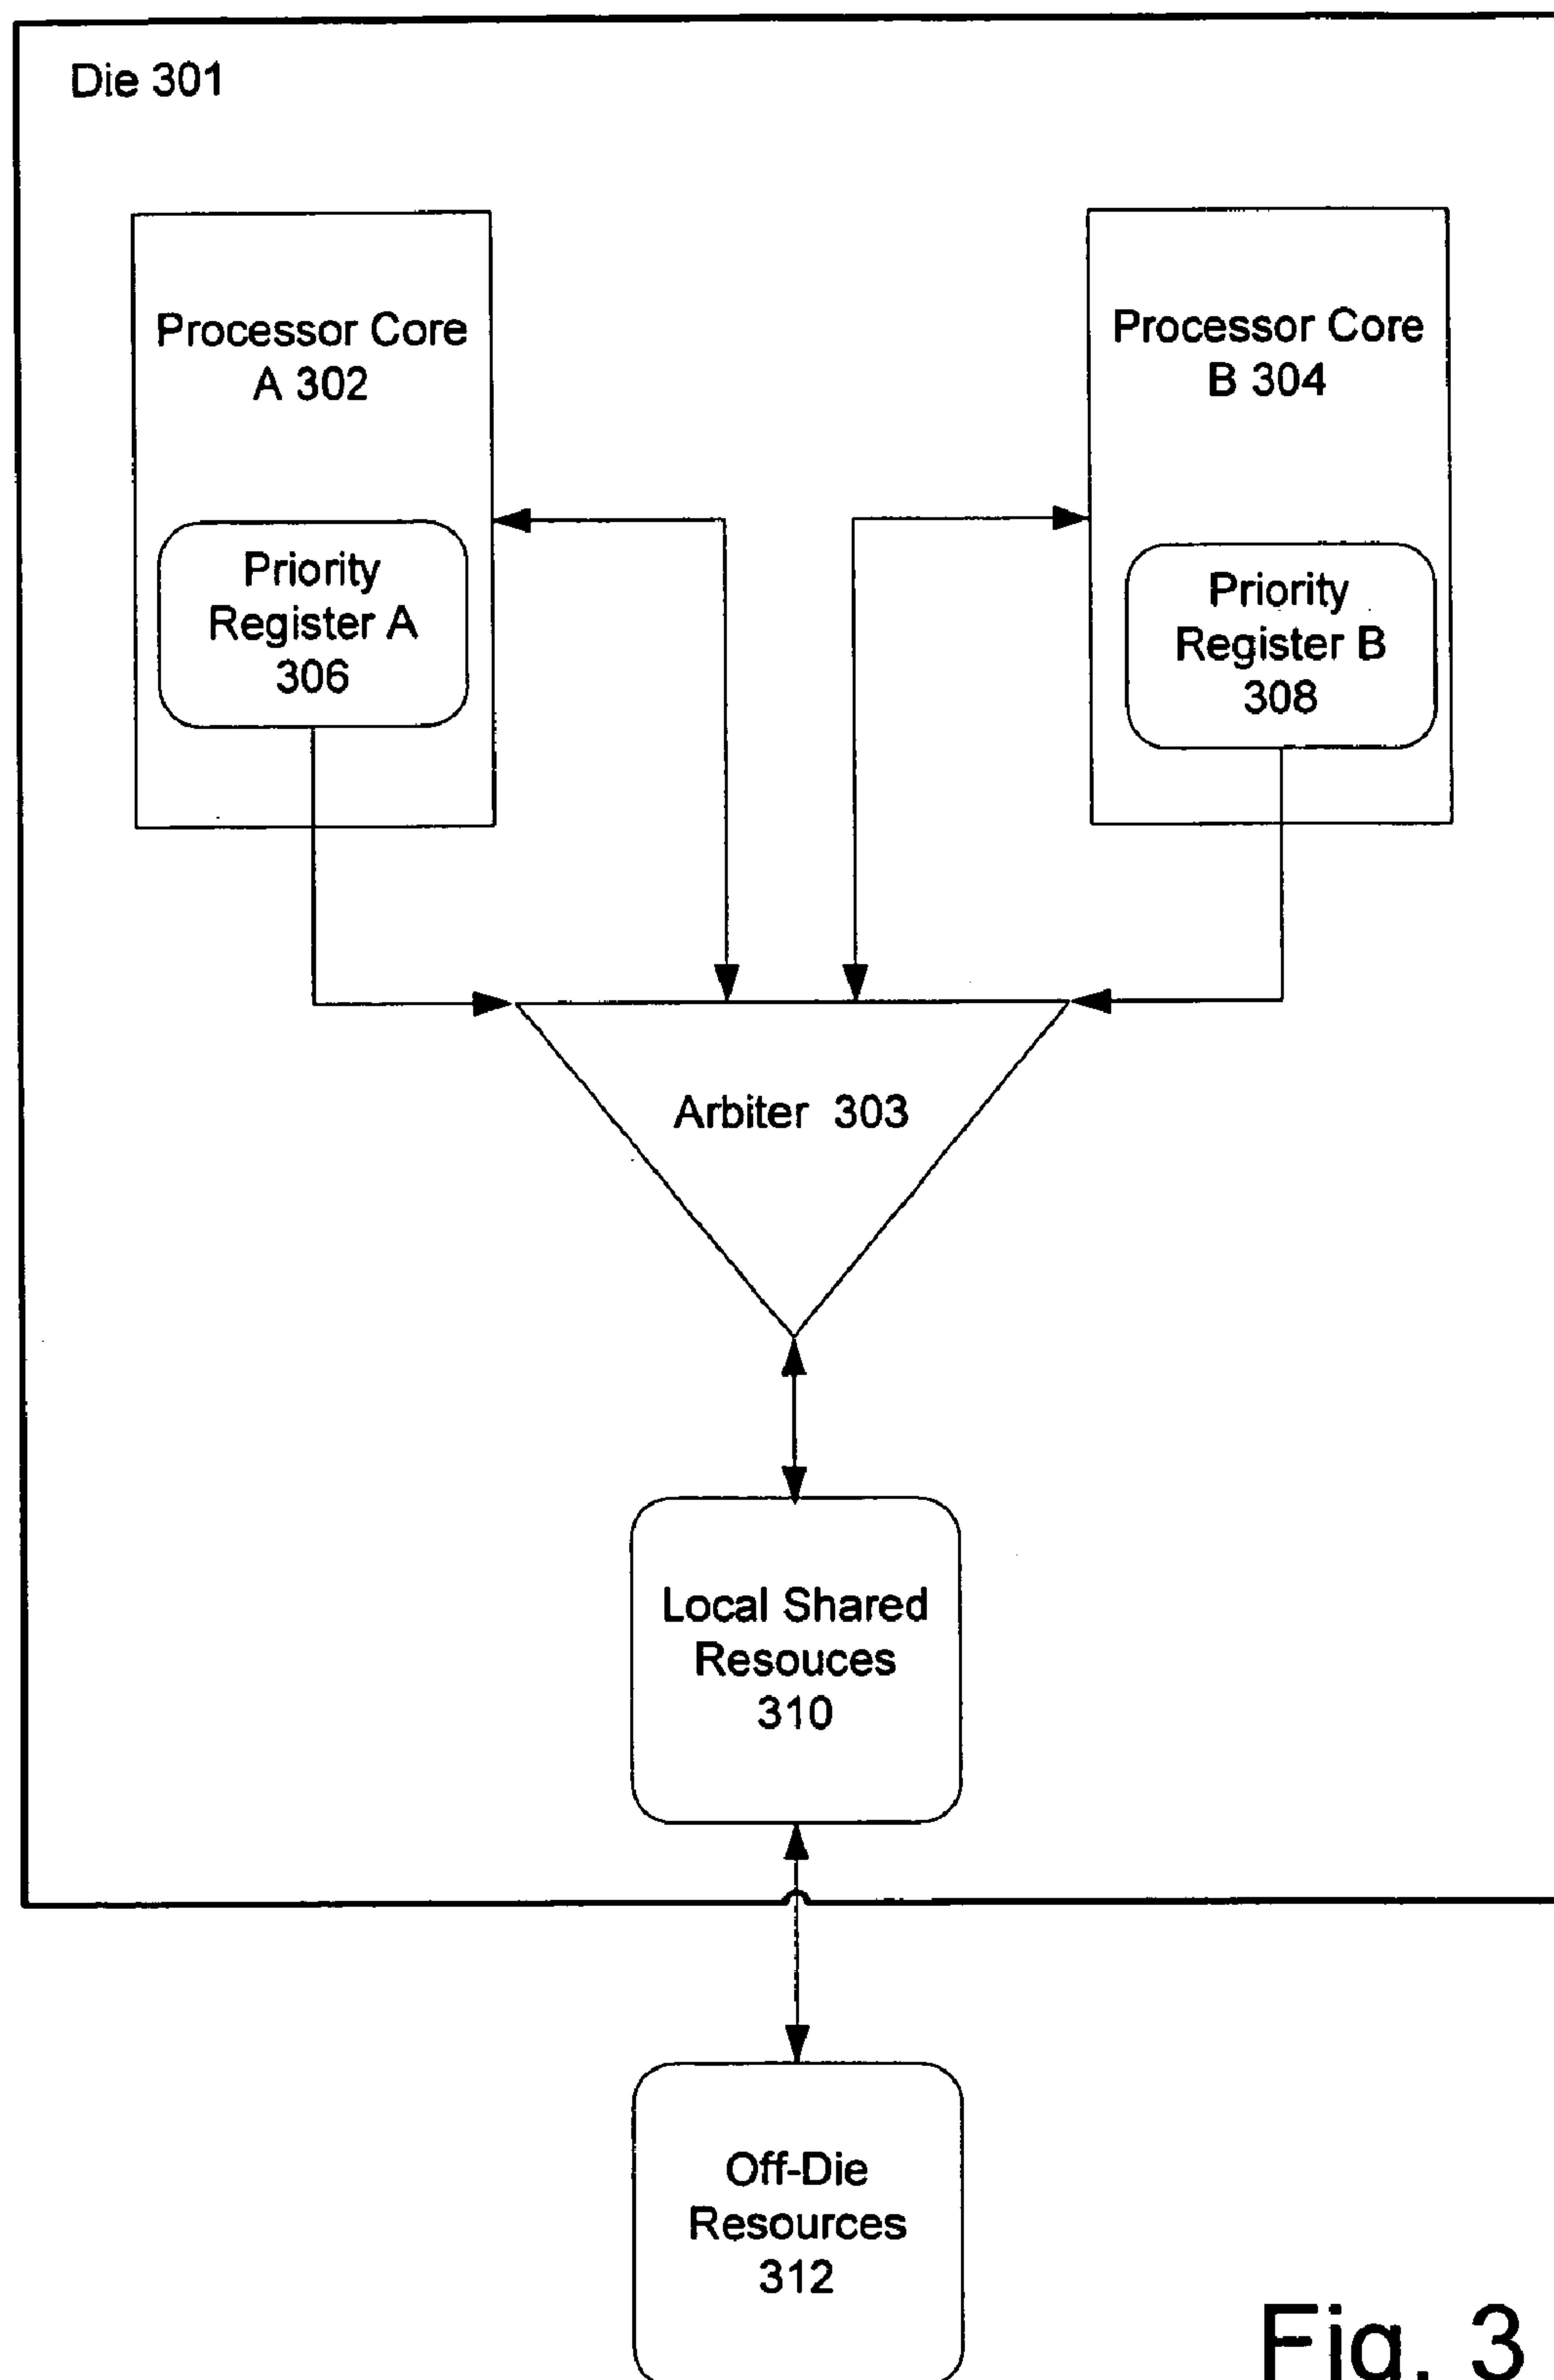 Die 301
Processor Core
A 302
Processor Core
B 304
Priority
Register A
306
Priority
Register B
308
Arbiter 303
Local Shared
Resouces
310
Off-Die
Resources
312
Fig. 3